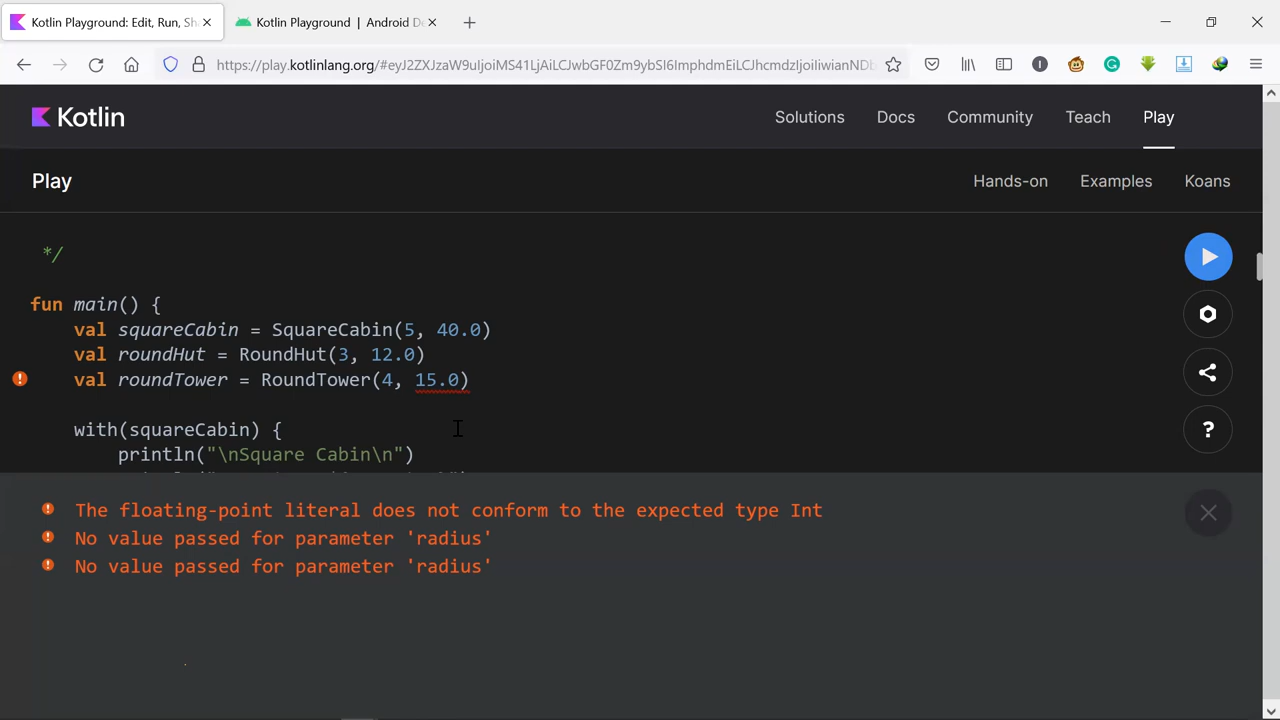 Kotlin Playground: Edit, Run, Sh
Kotlin Playground | Android De
https://play.kotlinlang.org/#eyJ2ZXJzaW9uIjoiMS41LjAiLCJwbGF0Zm9ybSI6ImphdmEiLCJhcmdzIjoiIiwianNDb
Kotlin
Solutions Docs Community Teach Play
Play
Hands-on Examples Koans
*/
fun main() {
val squareCabin = SquareCabin(5, 40.0)
val roundHut = RoundHut(3, 12.0)
val roundTower = RoundTower(4, 15.0)
with(squareCabin) {
println("\nSquare Cabin\n")
The floating-point literal does not conform to the expected type Int
No value passed for parameter 'radius'
No value passed for parameter 'radius'